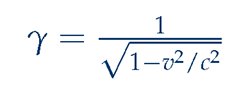 γ = 1/√(1−v²/c²)